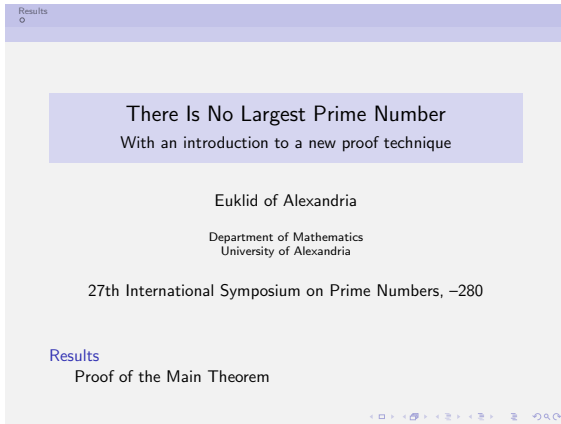 Results
There Is No Largest Prime Number
With an introduction to a new proof technique
Euklid of Alexandria
Department of Mathematics
University of Alexandria
27th International Symposium on Prime Numbers, –280
Results
Proof of the Main Theorem